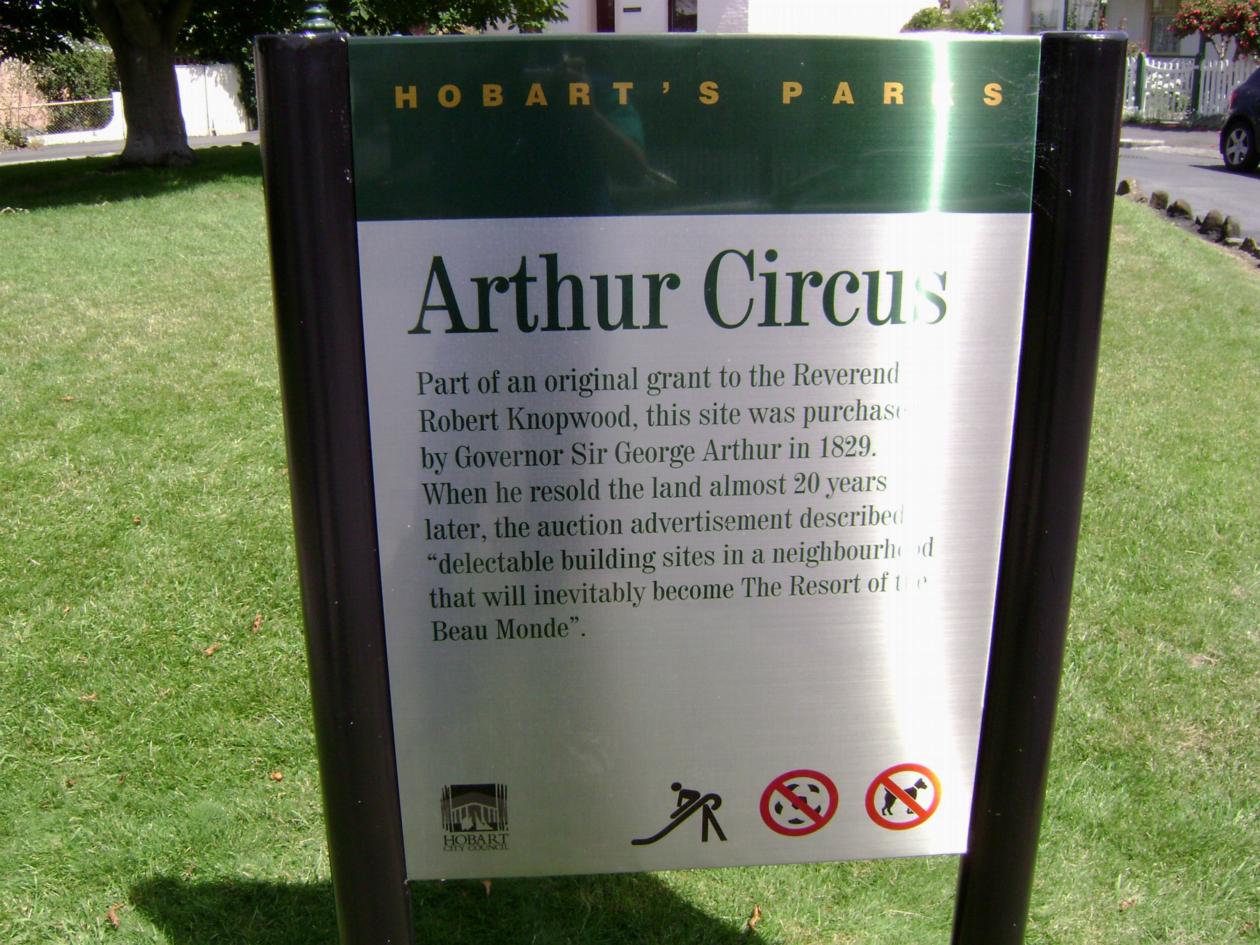 HOBART'S PARKS
Arthur Circus
Part of an original grant to the Reverend
Robert Knopwood, this site was purchase
by Governor Sir George Arthur in 1829.
When he resold the land almost 20 years
later, the auction advertisement described
“delectable building sites in a neighbourhood
that will inevitably become The Resort of the
Beau Monde”.
HOBART
CITY COUNCIL